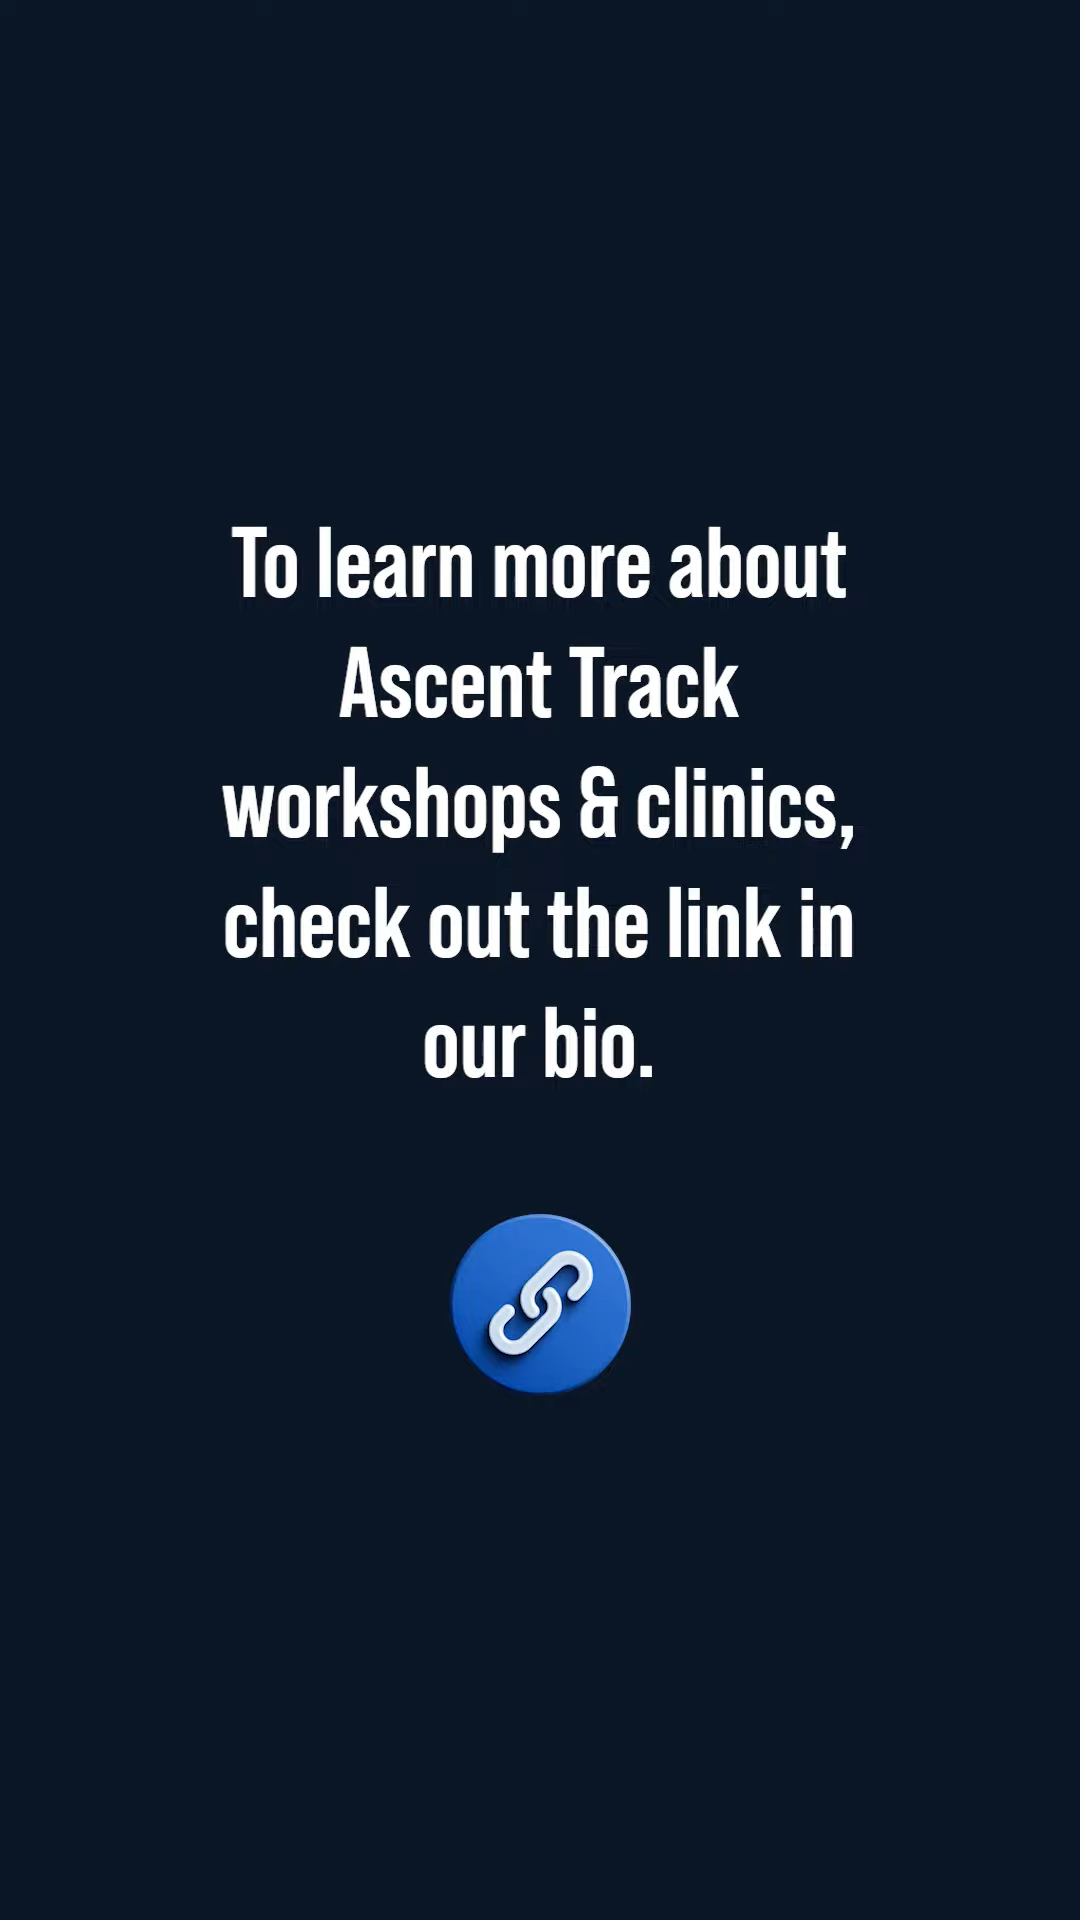 To learn more about
Ascent Track
workshops & clinics,
check out the link in
our bio.